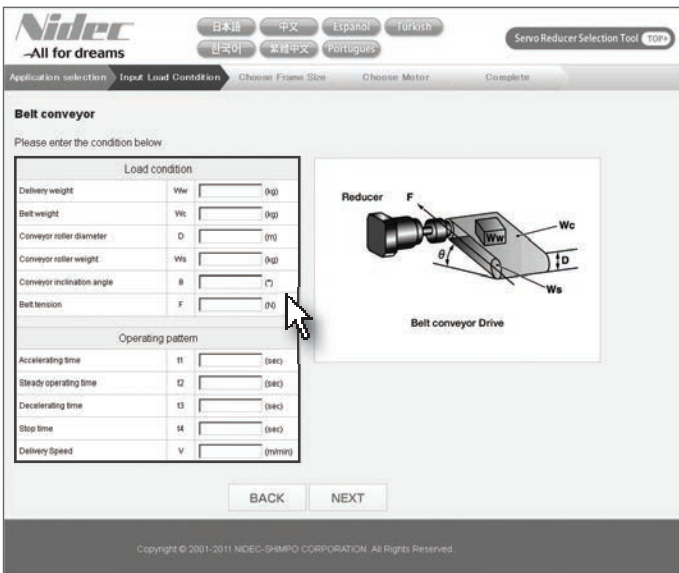 Nidec
-All for dreams
日本語 中文 Español Turkish
한국어 繁體中文 Português
Servo Reducer Selection Tool TOP
Application selection Input Load Contdition Choose Frame Size Choose Motor Complete
Belt conveyor
Please enter the condition below
Load condition
Delivery weight Ww (kg)
Belt weight Wc (kg)
Conveyor roller diameter D (m)
Conveyor roller weight Ws (kg)
Conveyor inclination angle θ (°)
Belt tension F (N)
Operating pattern
Accelerating time t1 (sec)
Steady operating time t2 (sec)
Decelerating time t3 (sec)
Stop time t4 (sec)
Delivery Speed V (m/min)
Reducer F
Ww
Wc
θ
D
Ws
Belt conveyor Drive
BACK NEXT
Copyright © 2001-2011 NIDEC-SHIMPO CORPORATION. All Rights Reserved.